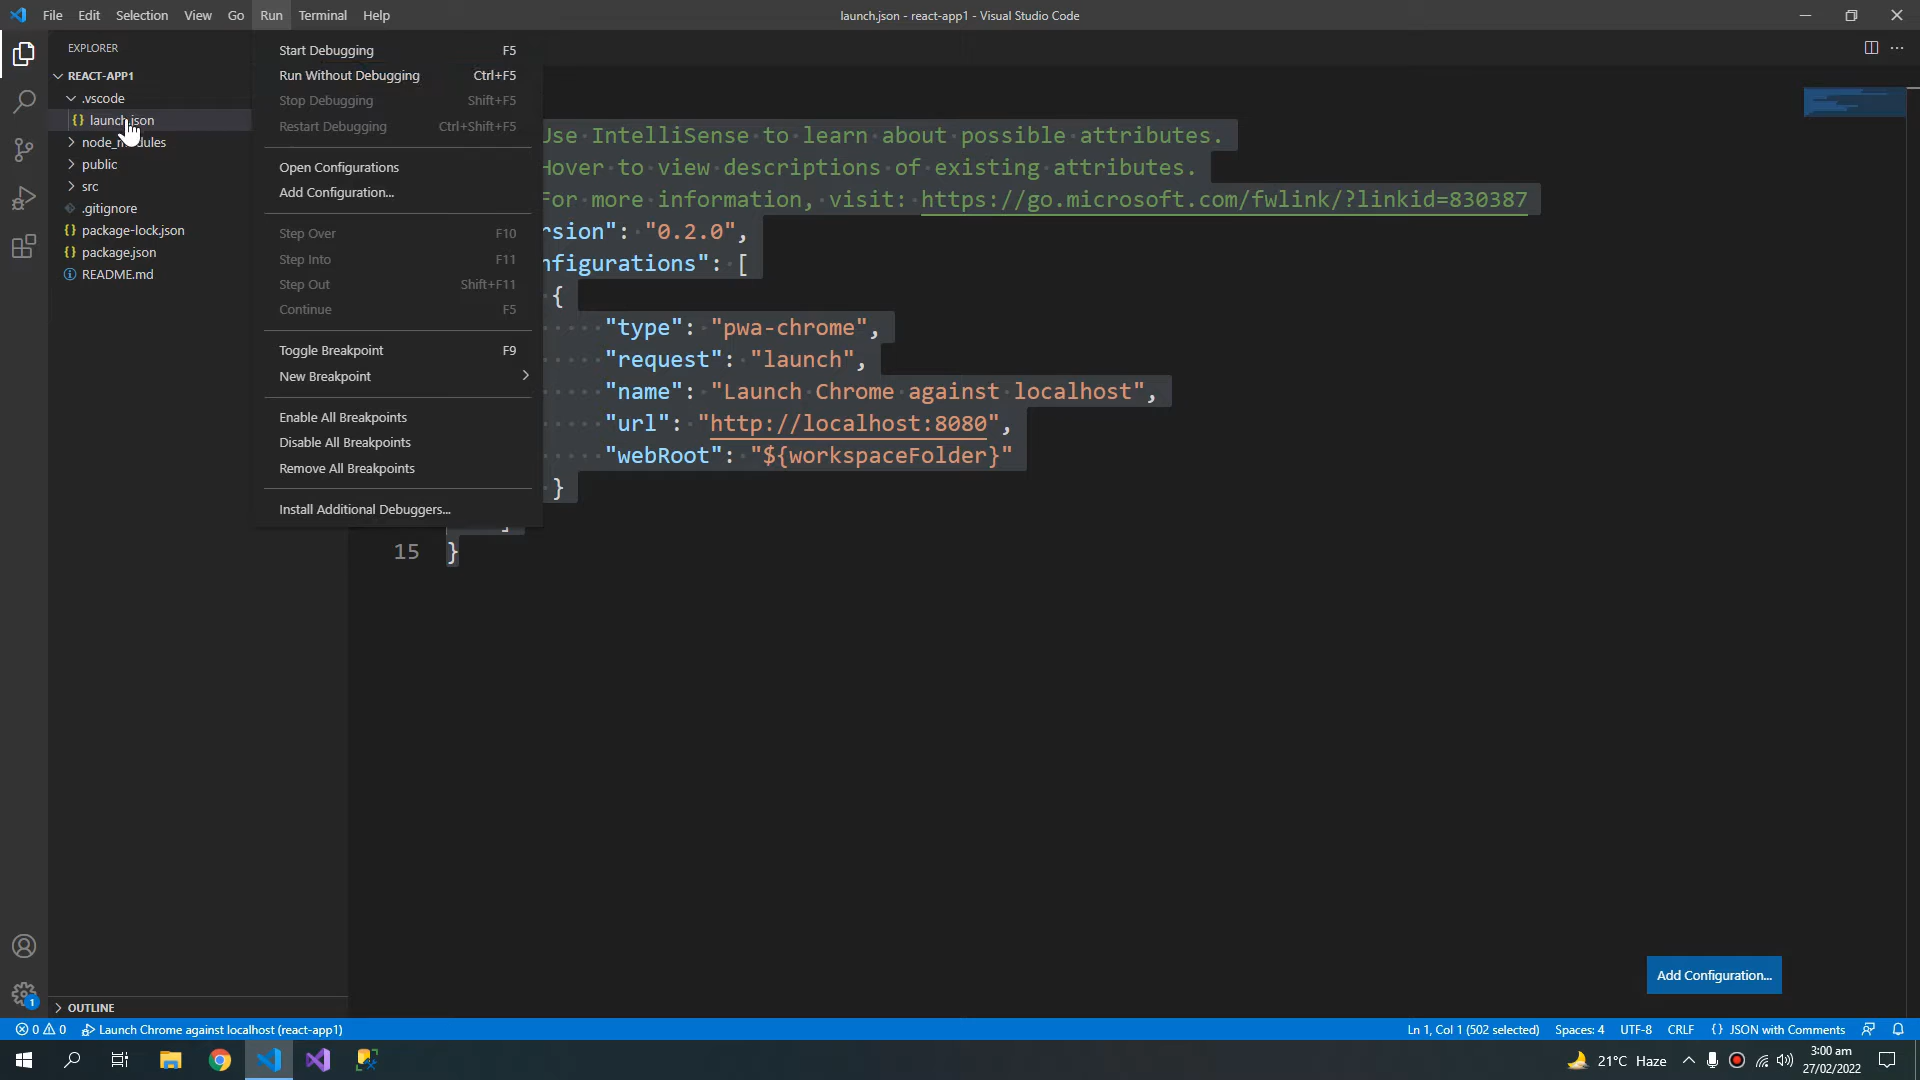 File Edit Selection View Go Run Terminal Help
launch.json - react-app1 - Visual Studio Code
EXPLORER
REACT-APP1
.vscode
launch.json
node_modules
public
src
.gitignore
package-lock.json
package.json
README.md
OUTLINE
Start Debugging F5
Run Without Debugging Ctrl+F5
Stop Debugging Shift+F5
Restart Debugging Ctrl+Shift+F5
Open Configurations
Add Configuration...
Step Over F10
Step Into F11
Step Out Shift+F11
Continue F5
Toggle Breakpoint F9
New Breakpoint
Enable All Breakpoints
Disable All Breakpoints
Remove All Breakpoints
Install Additional Debuggers...
Use IntelliSense to learn about possible attributes.
Hover to view descriptions of existing attributes.
For more information, visit: https://go.microsoft.com/fwlink/?linkid=830387
rsion": "0.2.0",
nfigurations": [
{
"type": "pwa-chrome",
"request": "launch",
"name": "Launch Chrome against localhost",
"url": "http://localhost:8080",
"webRoot": "${workspaceFolder}"
}
]
15 }
Add Configuration...
0 0 Launch Chrome against localhost (react-app1)
Ln 1, Col 1 (502 selected) Spaces: 4 UTF-8 CRLF {} JSON with Comments
1
21°C Haze
3:00 am
27/02/2022